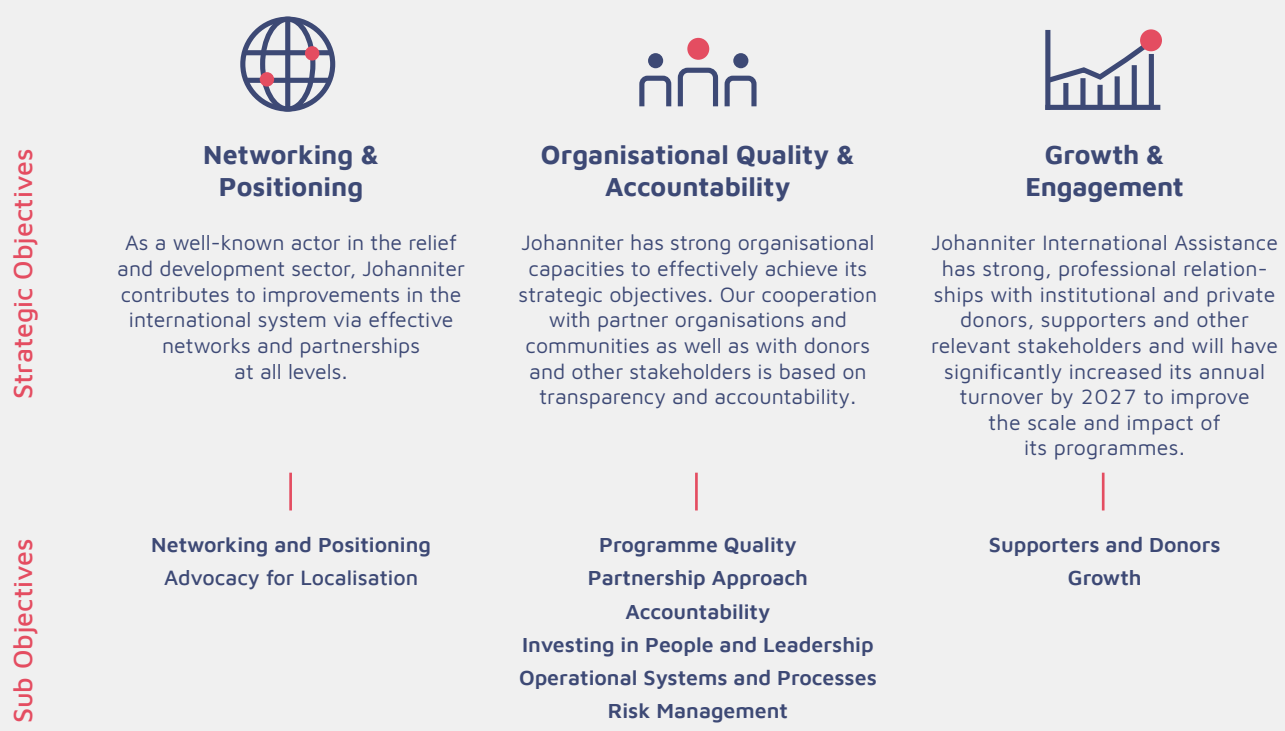 Strategic Objectives
Networking &
Positioning
As a well-known actor in the relief
and development sector, Johanniter
contributes to improvements in the
international system via effective
networks and partnerships
at all levels.
Organisational Quality &
Accountability
Johanniter has strong organisational
capacities to effectively achieve its
strategic objectives. Our cooperation
with partner organisations and
communities as well as with donors
and other stakeholders is based on
transparency and accountability.
Growth &
Engagement
Johanniter International Assistance
has strong, professional relation-
ships with institutional and private
donors, supporters and other
relevant stakeholders and will have
significantly increased its annual
turnover by 2027 to improve
the scale and impact of
its programmes.
Sub Objectives
Networking and Positioning
Advocacy for Localisation
Programme Quality
Partnership Approach
Accountability
Investing in People and Leadership
Operational Systems and Processes
Risk Management
Supporters and Donors
Growth